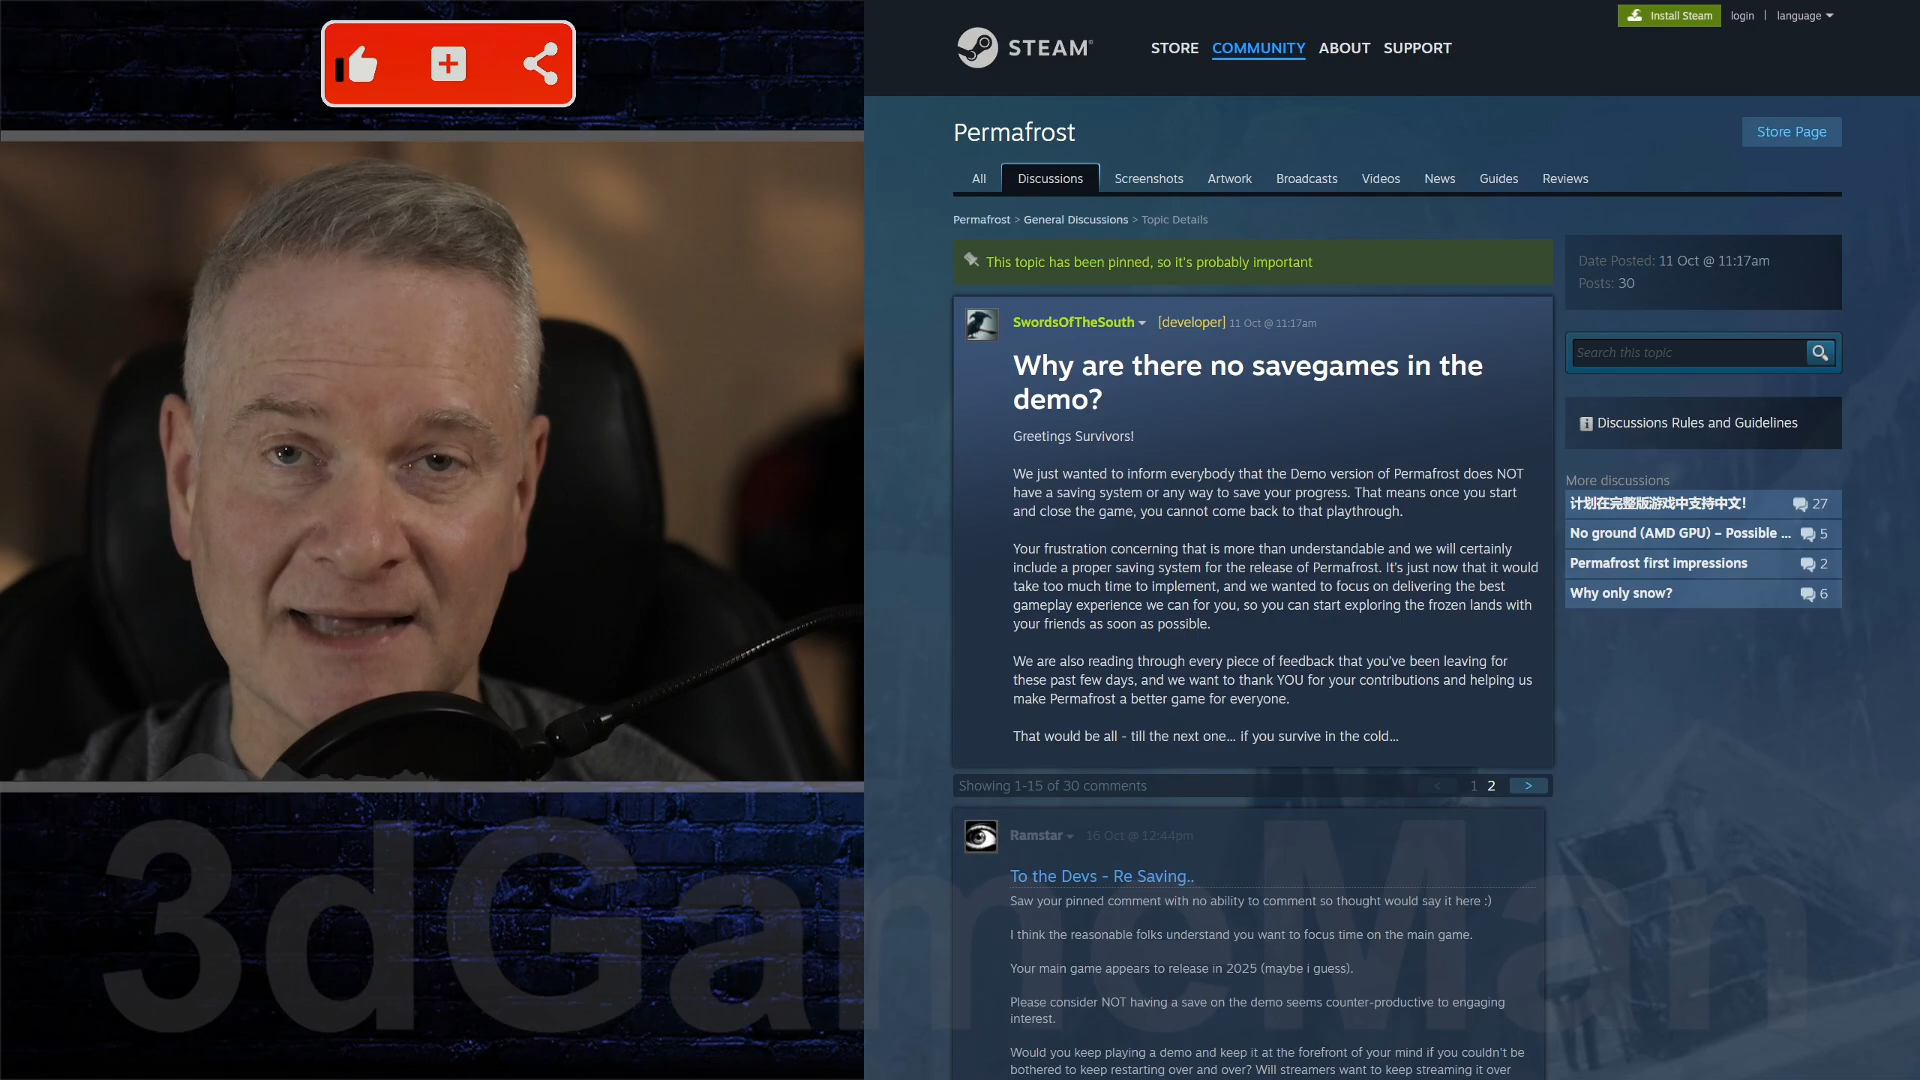 Install Steam login | language
STEAM® STORE COMMUNITY ABOUT SUPPORT
Permafrost
Store Page
All Discussions Screenshots Artwork Broadcasts Videos News Guides Reviews
Permafrost > General Discussions > Topic Details
This topic has been pinned, so it's probably important
SwordsOfTheSouth [developer] 11 Oct @ 11:17am
Why are there no savegames in the
demo?
Greetings Survivors!
We just wanted to inform everybody that the Demo version of Permafrost does NOT
have a saving system or any way to save your progress. That means once you start
and close the game, you cannot come back to that playthrough.
Your frustration concerning that is more than understandable and we will certainly
include a proper saving system for the release of Permafrost. It's just now that it would
take too much time to implement, and we wanted to focus on delivering the best
gameplay experience we can for you, so you can start exploring the frozen lands with
your friends as soon as possible.
We are also reading through every piece of feedback that you've been leaving for
these past few days, and we want to thank YOU for your contributions and helping us
make Permafrost a better game for everyone.
That would be all - till the next one... if you survive in the cold...
Showing 1-15 of 30 comments < 1 2 >
Ramstar 16 Oct @ 12:44pm
To the Devs - Re Saving..
Saw your pinned comment with no ability to comment so thought would say it here :)
I think the reasonable folks understand you want to focus time on the main game.
Your main game appears to release in 2025 (maybe i guess).
Please consider NOT having a save on the demo seems counter-productive to engaging
interest.
Would you keep playing a demo and keep it at the forefront of your mind if you couldn't be
bothered to keep restarting over and over? Will streamers want to keep streaming it over
Date Posted: 11 Oct @ 11:17am
Posts: 30
Search this topic
Discussions Rules and Guidelines
More discussions
计划在完整版游戏中支持中文！ 27
No ground (AMD GPU) – Possible ... 5
Permafrost first impressions 2
Why only snow? 6
3dGameMan